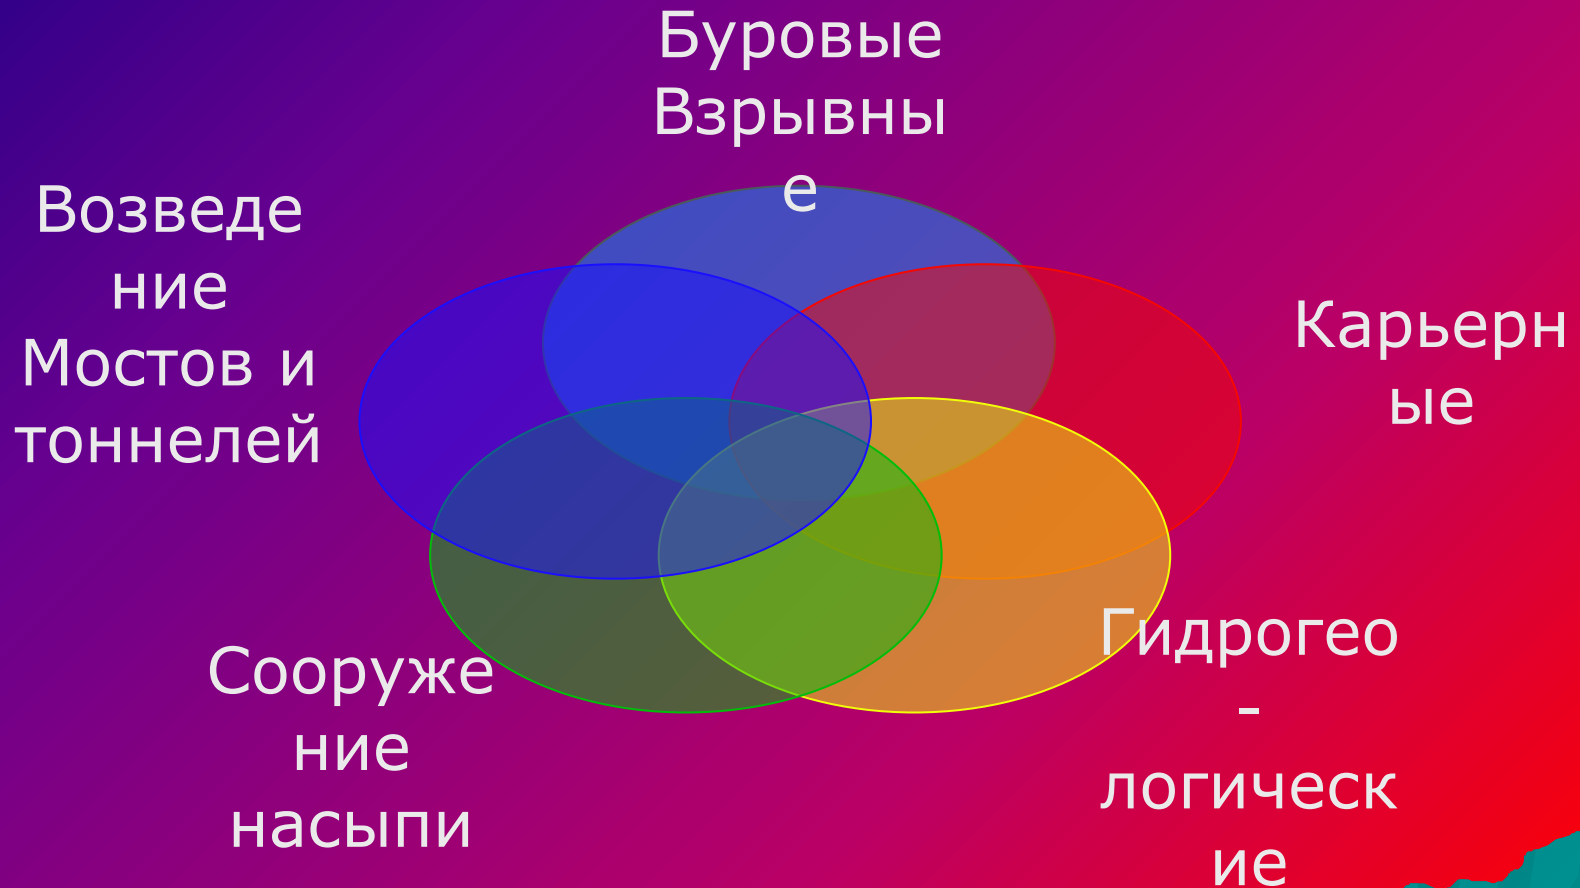 Буровые
Взрывны
е
Возведе
ние
Мостов и
тоннелей
Карьерн
ые
Сооруже
ние
насыпи
Гидрогео
-
логическ
ие